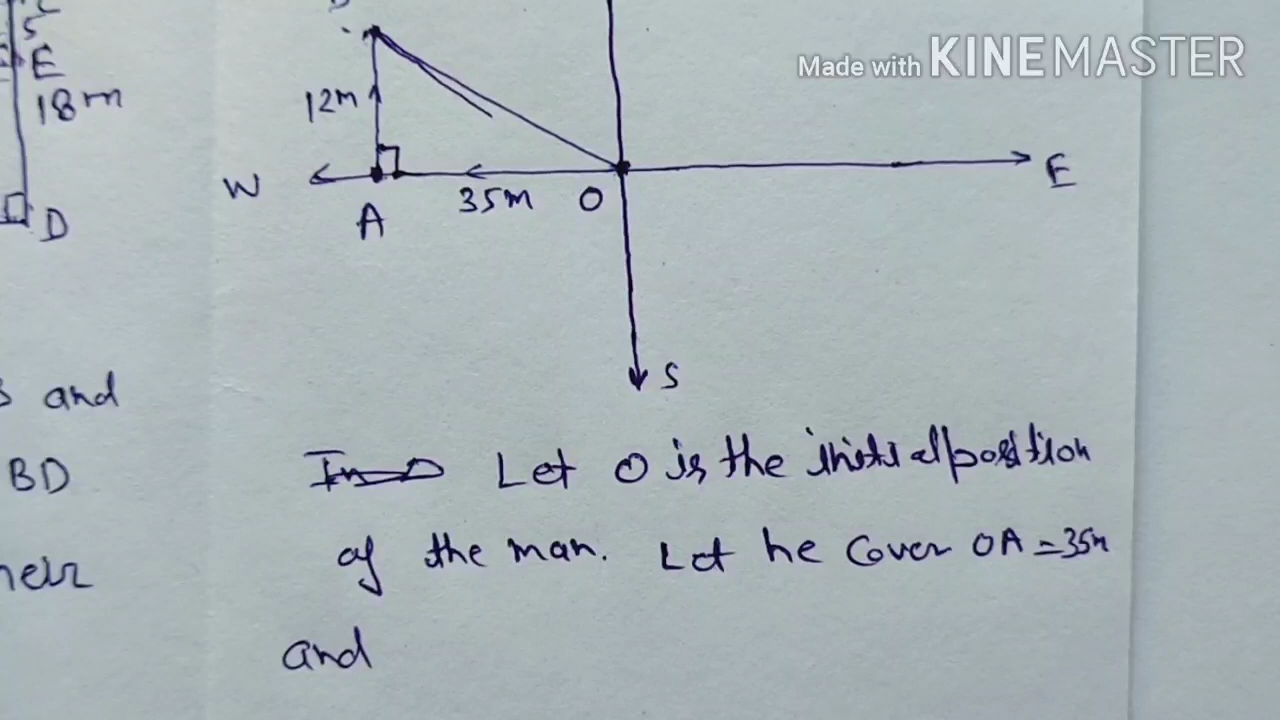 Made with KINEMASTER
S
E
18m
D
12m
W
A
35m
O
E
S
and
BD
Let O is the initial position
of the man. Let he cover OA = 35m
and